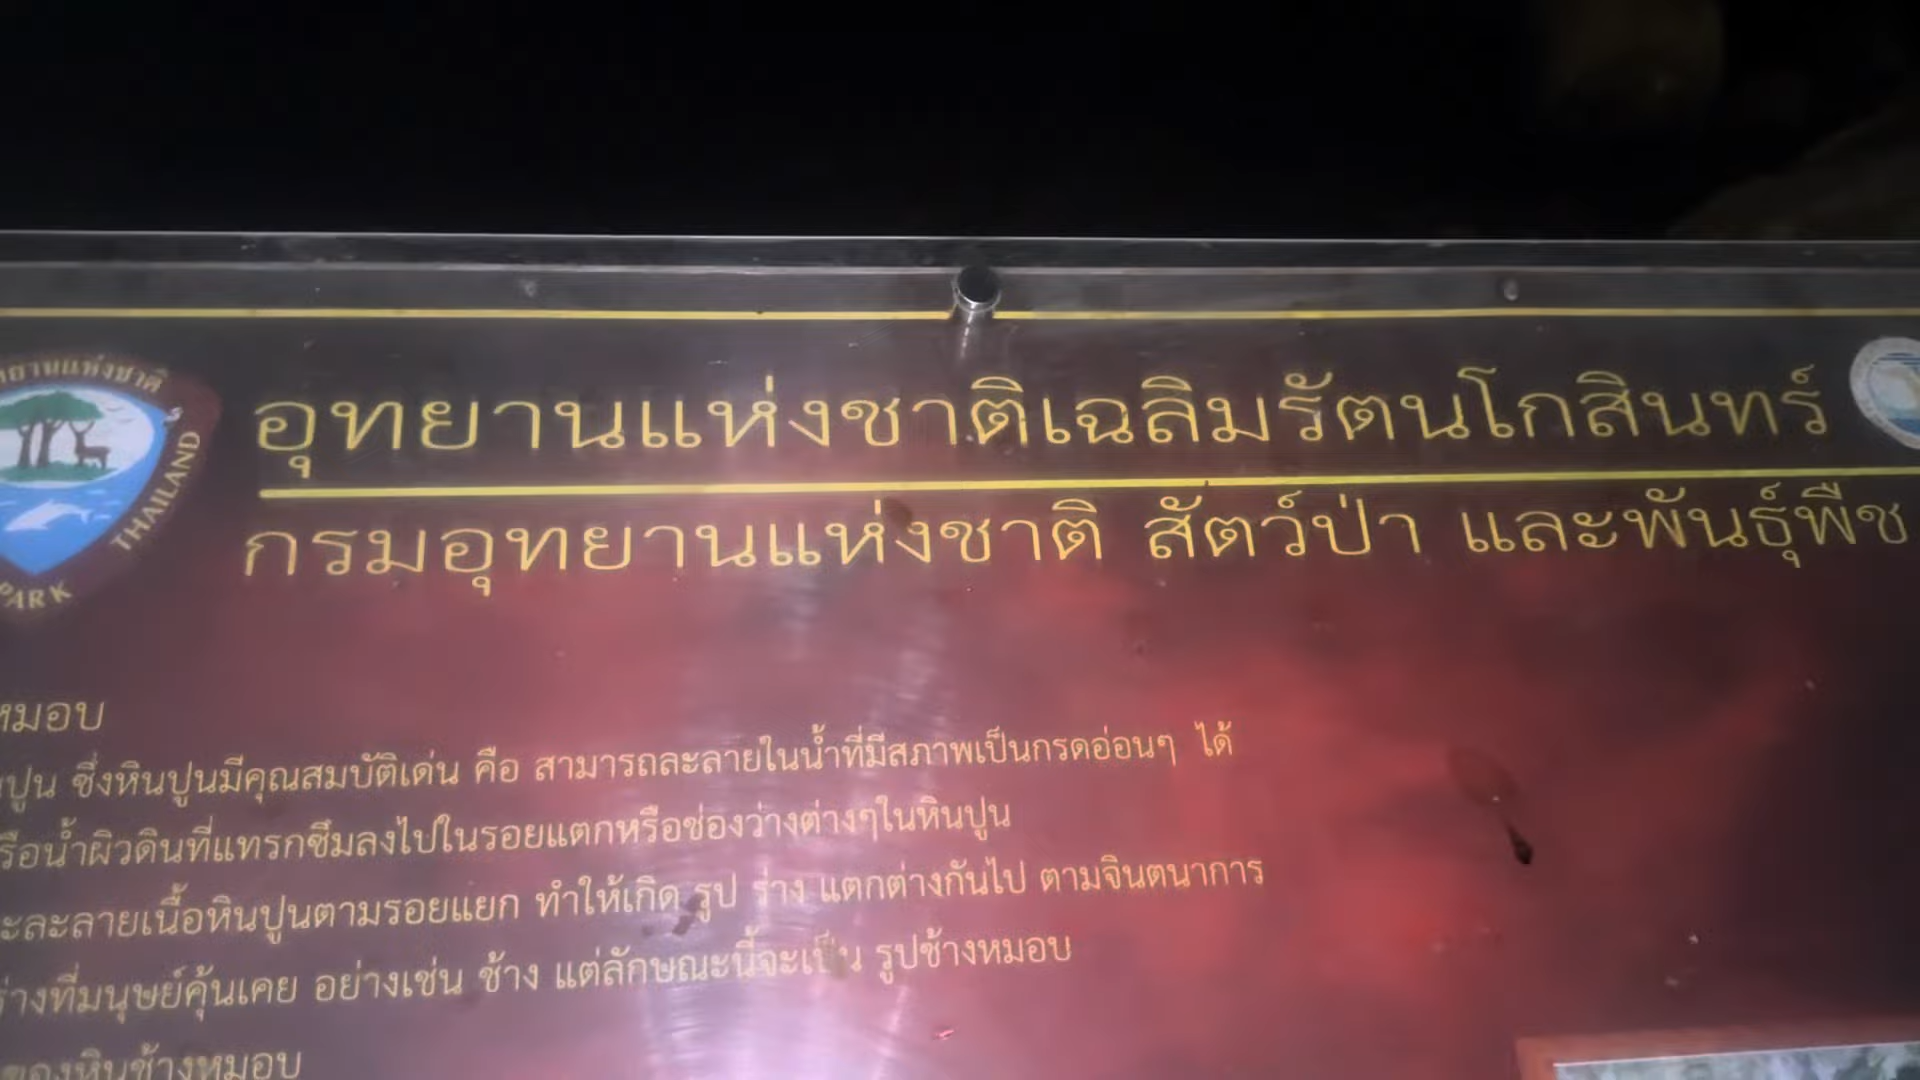 อุทยานแห่งชาติเฉลิมรัตนโกสินทร์
กรมอุทยานแห่งชาติ สัตว์ป่า และพันธุ์พืช
THAILAND
PARK
หมอบ
ปูน ซึ่งหินปูนมีคุณสมบัติเด่น คือ สามารถละลายในน้ำที่มีสภาพเป็นกรดอ่อนๆ ได้
รือน้ำผิวดินที่แทรกซึมลงไปในรอยแตกหรือช่องว่างต่างๆในหินปูน
ละลายเนื้อหินปูนตามรอยแยก ทำให้เกิด รูป ร่าง แตกต่างกันไป ตามจินตนาการ
ร่างที่มนุษย์คุ้นเคย อย่างเช่น ช้าง แต่ลักษณะนี้จะเป็น รูปช้างหมอบ
ของหินช้างหมอบ